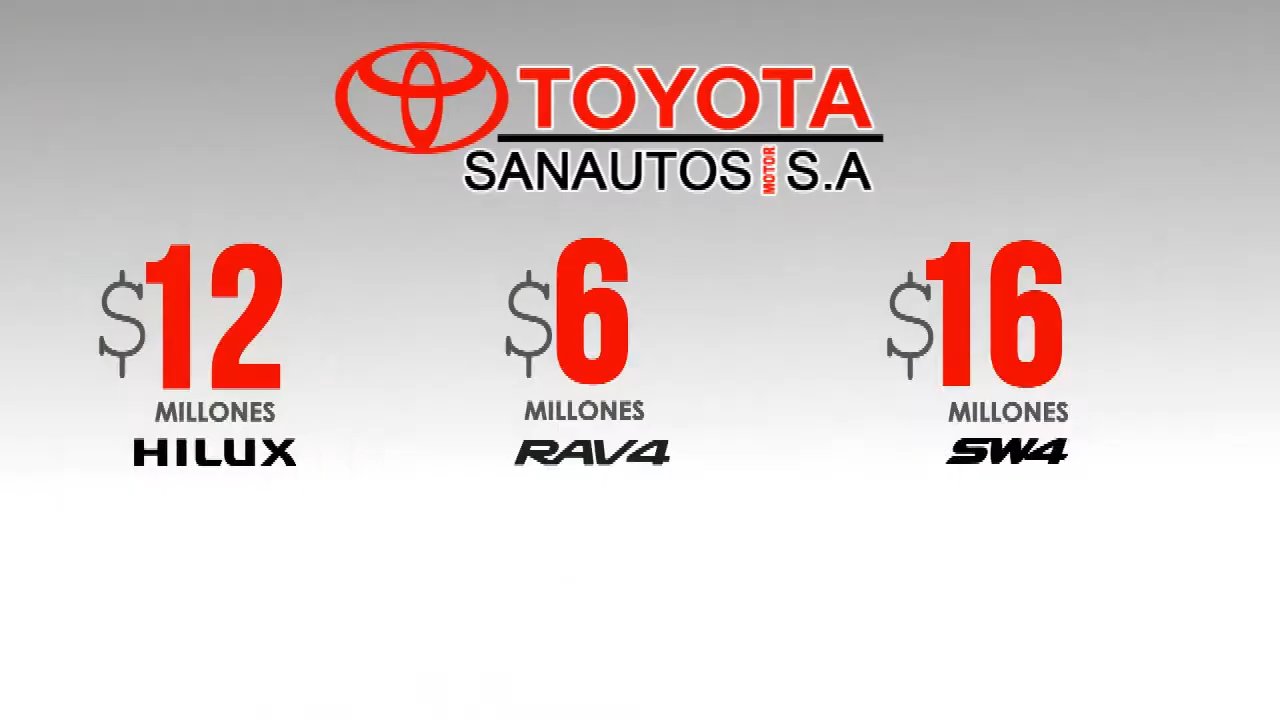 TOYOTA
SANAUTOS MOTOR S.A
$12
MILLONES
HILUX
$6
MILLONES
RAV4
$16
MILLONES
SW4